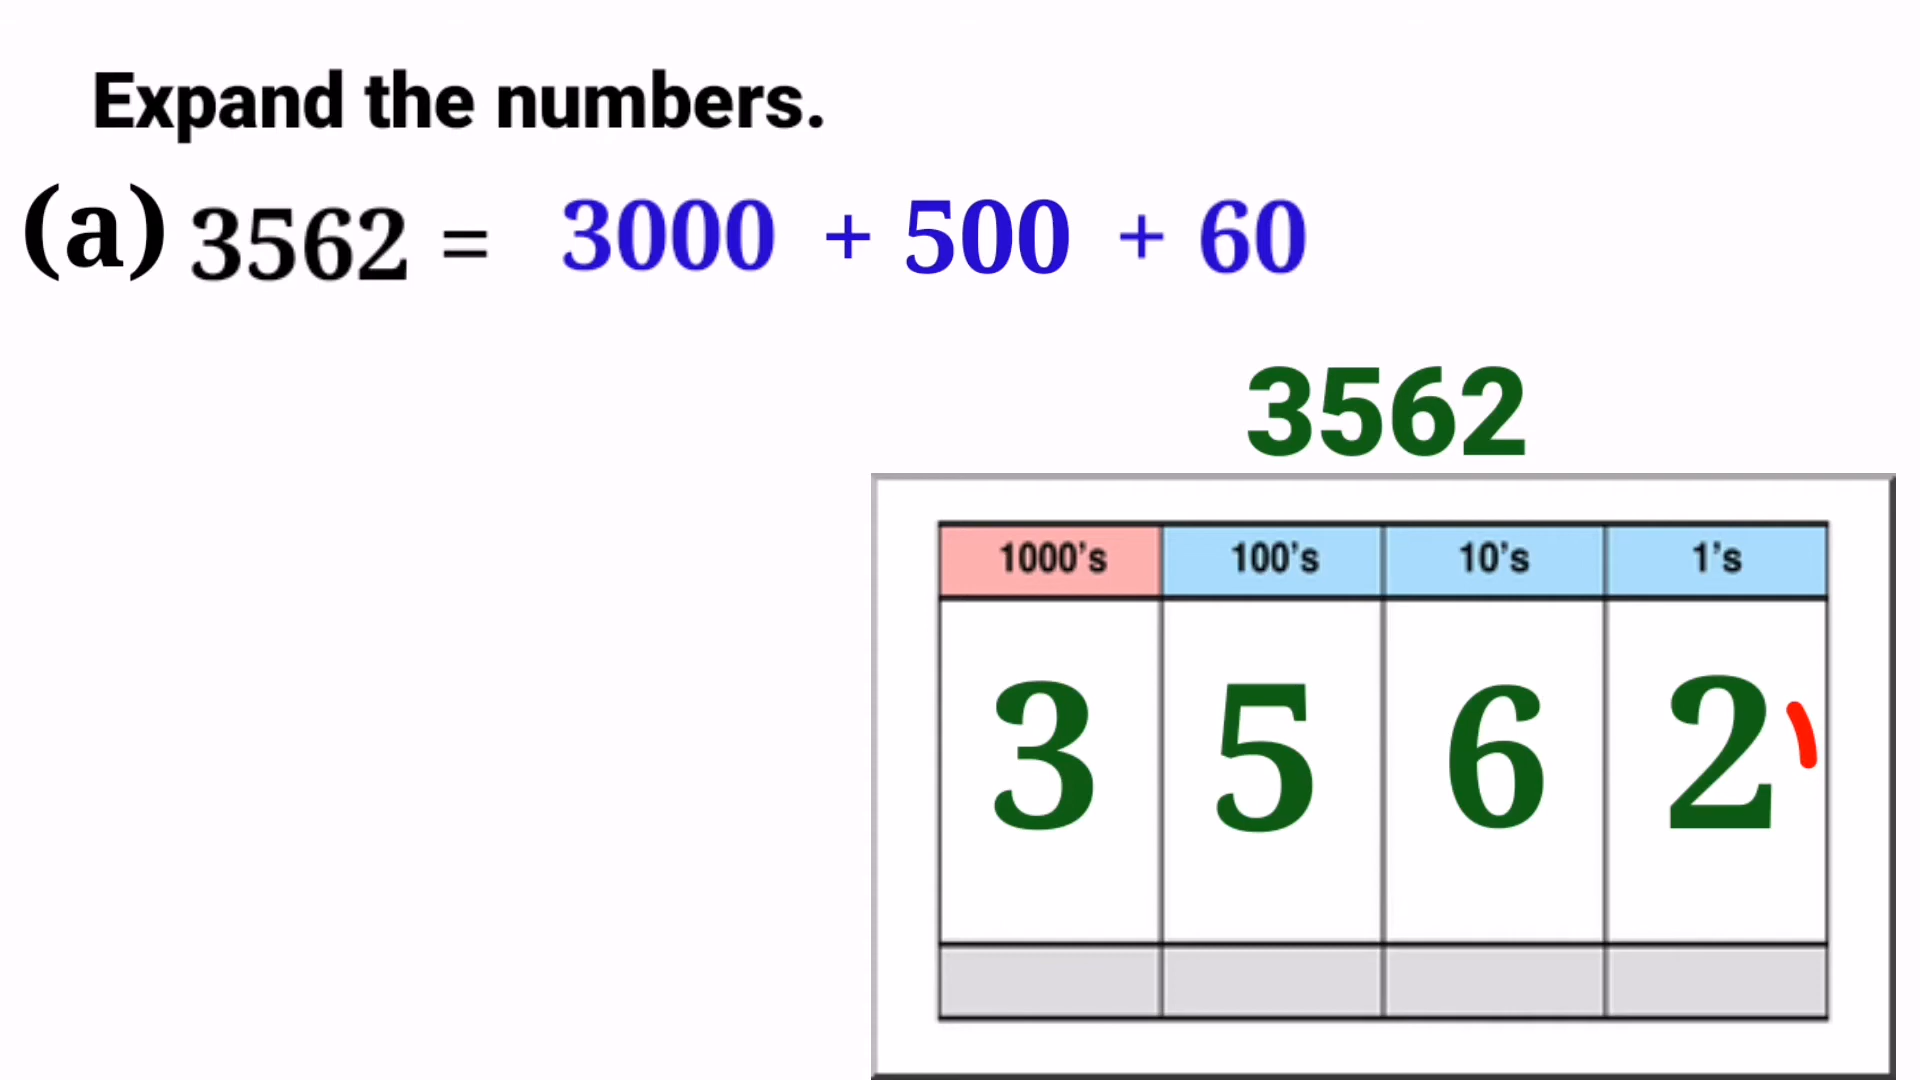 Expand the numbers.
(a) 3562 = 3000 + 500 + 60
3562
1000's 100's 10's 1's
3 5 6 2